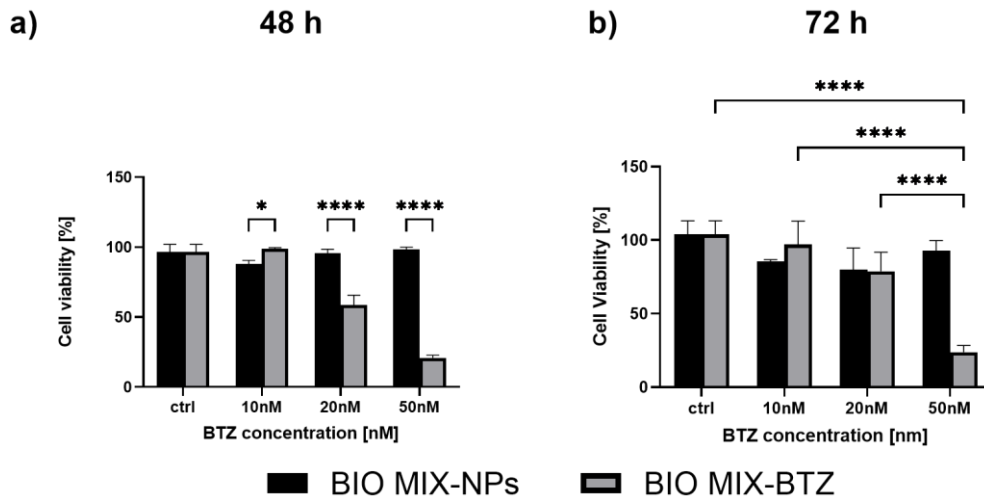 a) 48 h
Cell viability [%]
150
100
50
0
* **** ****
ctrl 10nM 20nM 50nM
BTZ concentration [nM]
b) 72 h
****
****
****
Cell Viability [%]
150
100
50
0
ctrl 10nM 20nM 50nM
BTZ concentration [nm]
BIO MIX-NPs BIO MIX-BTZ